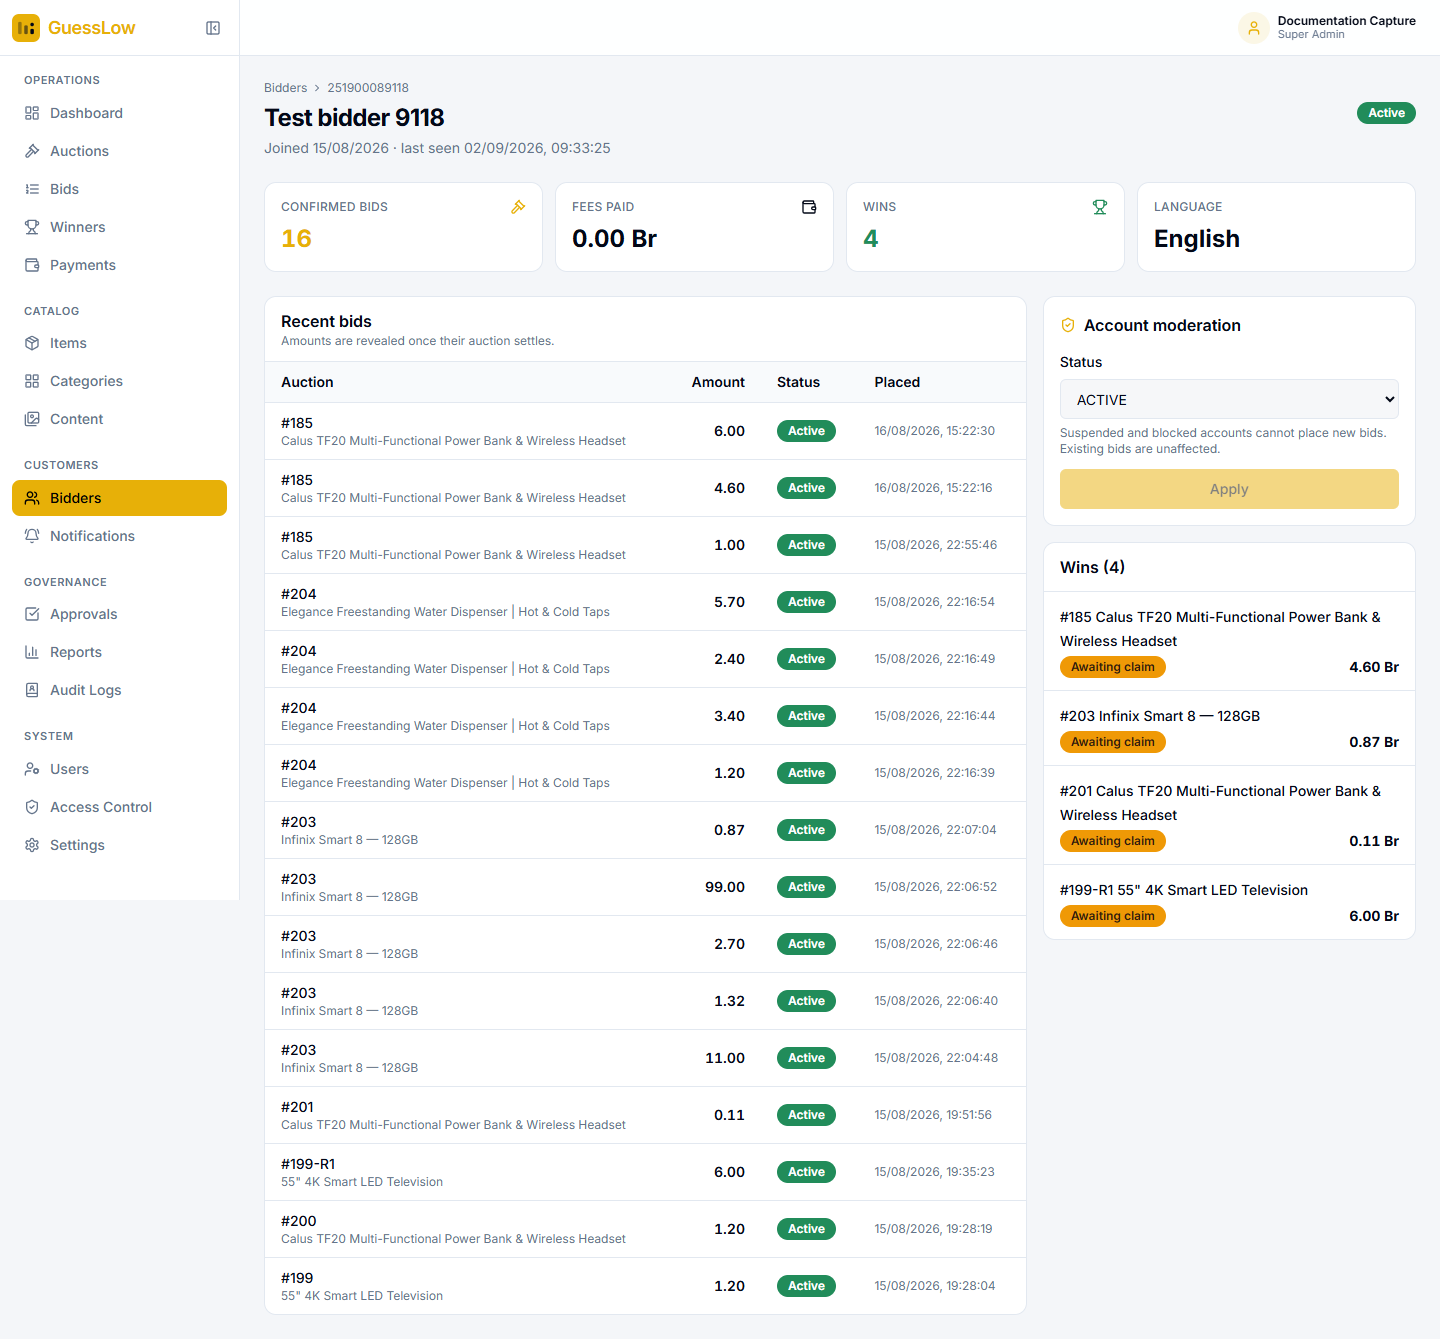 GuessLow
Documentation Capture
Super Admin
OPERATIONS
Dashboard
Auctions
Bids
Winners
Payments
CATALOG
Items
Categories
Content
CUSTOMERS
Bidders
Notifications
GOVERNANCE
Approvals
Reports
Audit Logs
SYSTEM
Users
Access Control
Settings
Bidders > 251900089118
Test bidder 9118
Active
Joined 15/08/2026 · last seen 02/09/2026, 09:33:25
CONFIRMED BIDS
16
FEES PAID
0.00 Br
WINS
4
LANGUAGE
English
Recent bids
Amounts are revealed once their auction settles.
Auction Amount Status Placed
#185
Calus TF20 Multi-Functional Power Bank & Wireless Headset
6.00 Active 16/08/2026, 15:22:30
#185
Calus TF20 Multi-Functional Power Bank & Wireless Headset
4.60 Active 16/08/2026, 15:22:16
#185
Calus TF20 Multi-Functional Power Bank & Wireless Headset
1.00 Active 15/08/2026, 22:55:46
#204
Elegance Freestanding Water Dispenser | Hot & Cold Taps
5.70 Active 15/08/2026, 22:16:54
#204
Elegance Freestanding Water Dispenser | Hot & Cold Taps
2.40 Active 15/08/2026, 22:16:49
#204
Elegance Freestanding Water Dispenser | Hot & Cold Taps
3.40 Active 15/08/2026, 22:16:44
#204
Elegance Freestanding Water Dispenser | Hot & Cold Taps
1.20 Active 15/08/2026, 22:16:39
#203
Infinix Smart 8 — 128GB
0.87 Active 15/08/2026, 22:07:04
#203
Infinix Smart 8 — 128GB
99.00 Active 15/08/2026, 22:06:52
#203
Infinix Smart 8 — 128GB
2.70 Active 15/08/2026, 22:06:46
#203
Infinix Smart 8 — 128GB
1.32 Active 15/08/2026, 22:06:40
#203
Infinix Smart 8 — 128GB
11.00 Active 15/08/2026, 22:04:48
#201
Calus TF20 Multi-Functional Power Bank & Wireless Headset
0.11 Active 15/08/2026, 19:51:56
#199-R1
55" 4K Smart LED Television
6.00 Active 15/08/2026, 19:35:23
#200
Calus TF20 Multi-Functional Power Bank & Wireless Headset
1.20 Active 15/08/2026, 19:28:19
#199
55" 4K Smart LED Television
1.20 Active 15/08/2026, 19:28:04
Account moderation
Status
ACTIVE
Suspended and blocked accounts cannot place new bids.
Existing bids are unaffected.
Apply
Wins (4)
#185 Calus TF20 Multi-Functional Power Bank &
Wireless Headset
Awaiting claim 4.60 Br
#203 Infinix Smart 8 — 128GB
Awaiting claim 0.87 Br
#201 Calus TF20 Multi-Functional Power Bank &
Wireless Headset
Awaiting claim 0.11 Br
#199-R1 55" 4K Smart LED Television
Awaiting claim 6.00 Br